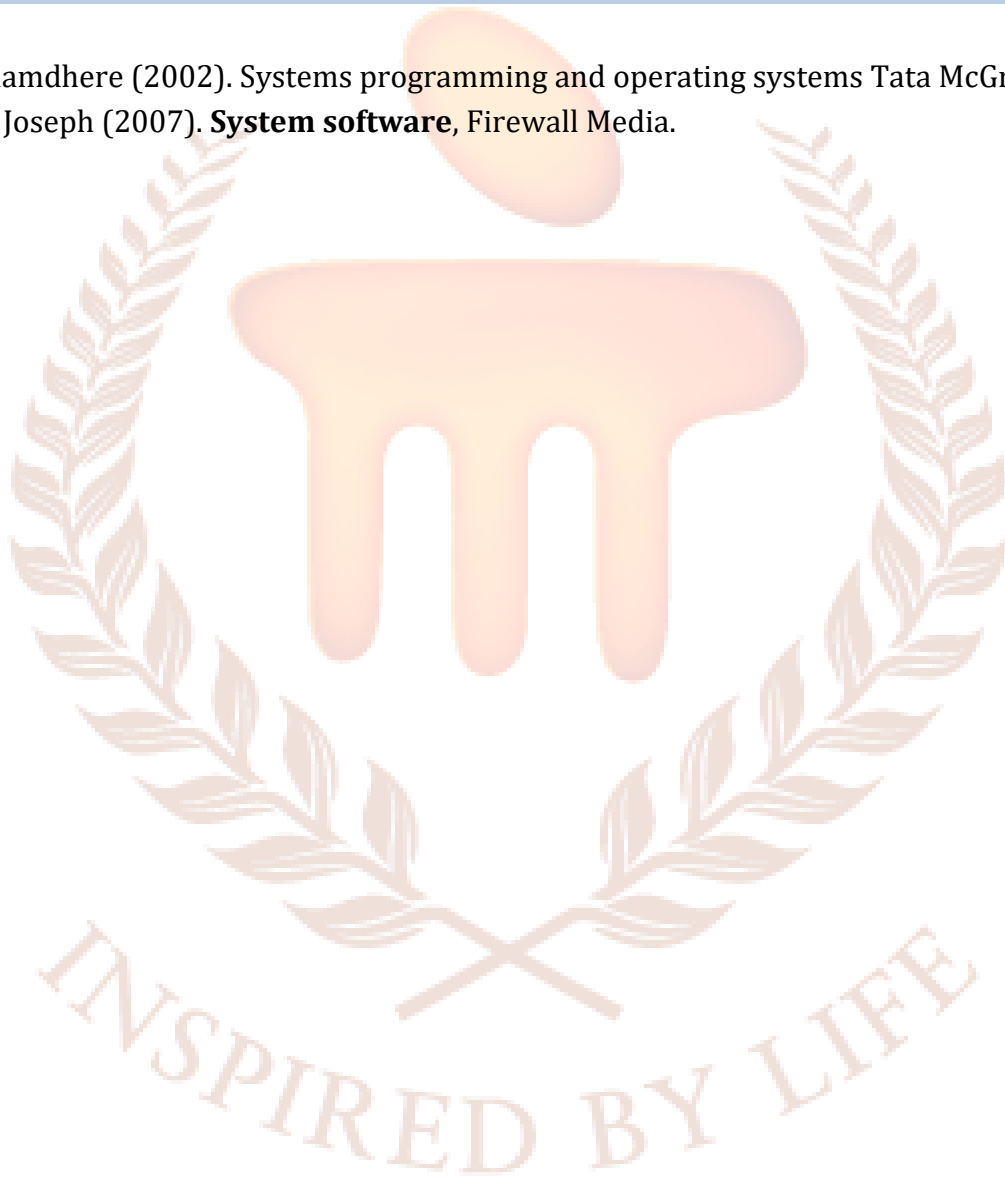 amdhere (2002). Systems programming and operating systems Tata McGr
Joseph (2007). System software, Firewall Media.
INSPIRED BY LIFE